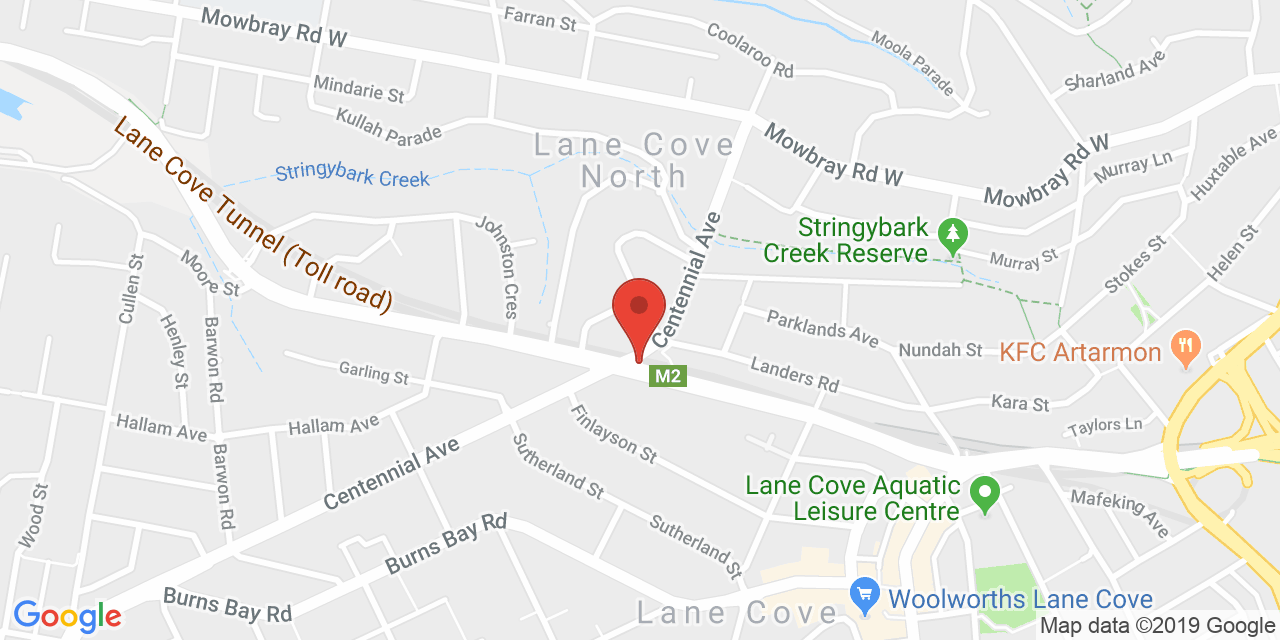 Mowbray Rd W
Farran St
Coolaroo Rd
Moola Parade
Sharland Ave
Mindarie St
Kullah Parade
Lane Cove
North
Mowbray Rd W
Mowbray Rd W
Murray Ln
Huxtable Ave
Lane Cove Tunnel (Toll road)
Stringybark Creek
Johnston Cres
Centennial Ave
Stringybark
Creek Reserve
Murray St
Stokes St
Helen St
Cullen St
Moore St
Henley St
Barwon Rd
Parklands Ave
Nundah St
KFC Artarmon
M2
Garling St
Landers Rd
Kara St
Taylors Ln
Hallam Ave
Hallam Ave
Finlayson St
Barwon Rd
Centennial Ave
Sutherland St
Lane Cove Aquatic
Leisure Centre
Mafeking Ave
Wood St
Burns Bay Rd
Sutherland St
Burns Bay Rd
Lane Cove
Woolworths Lane Cove
Google
Map data ©2019 Google